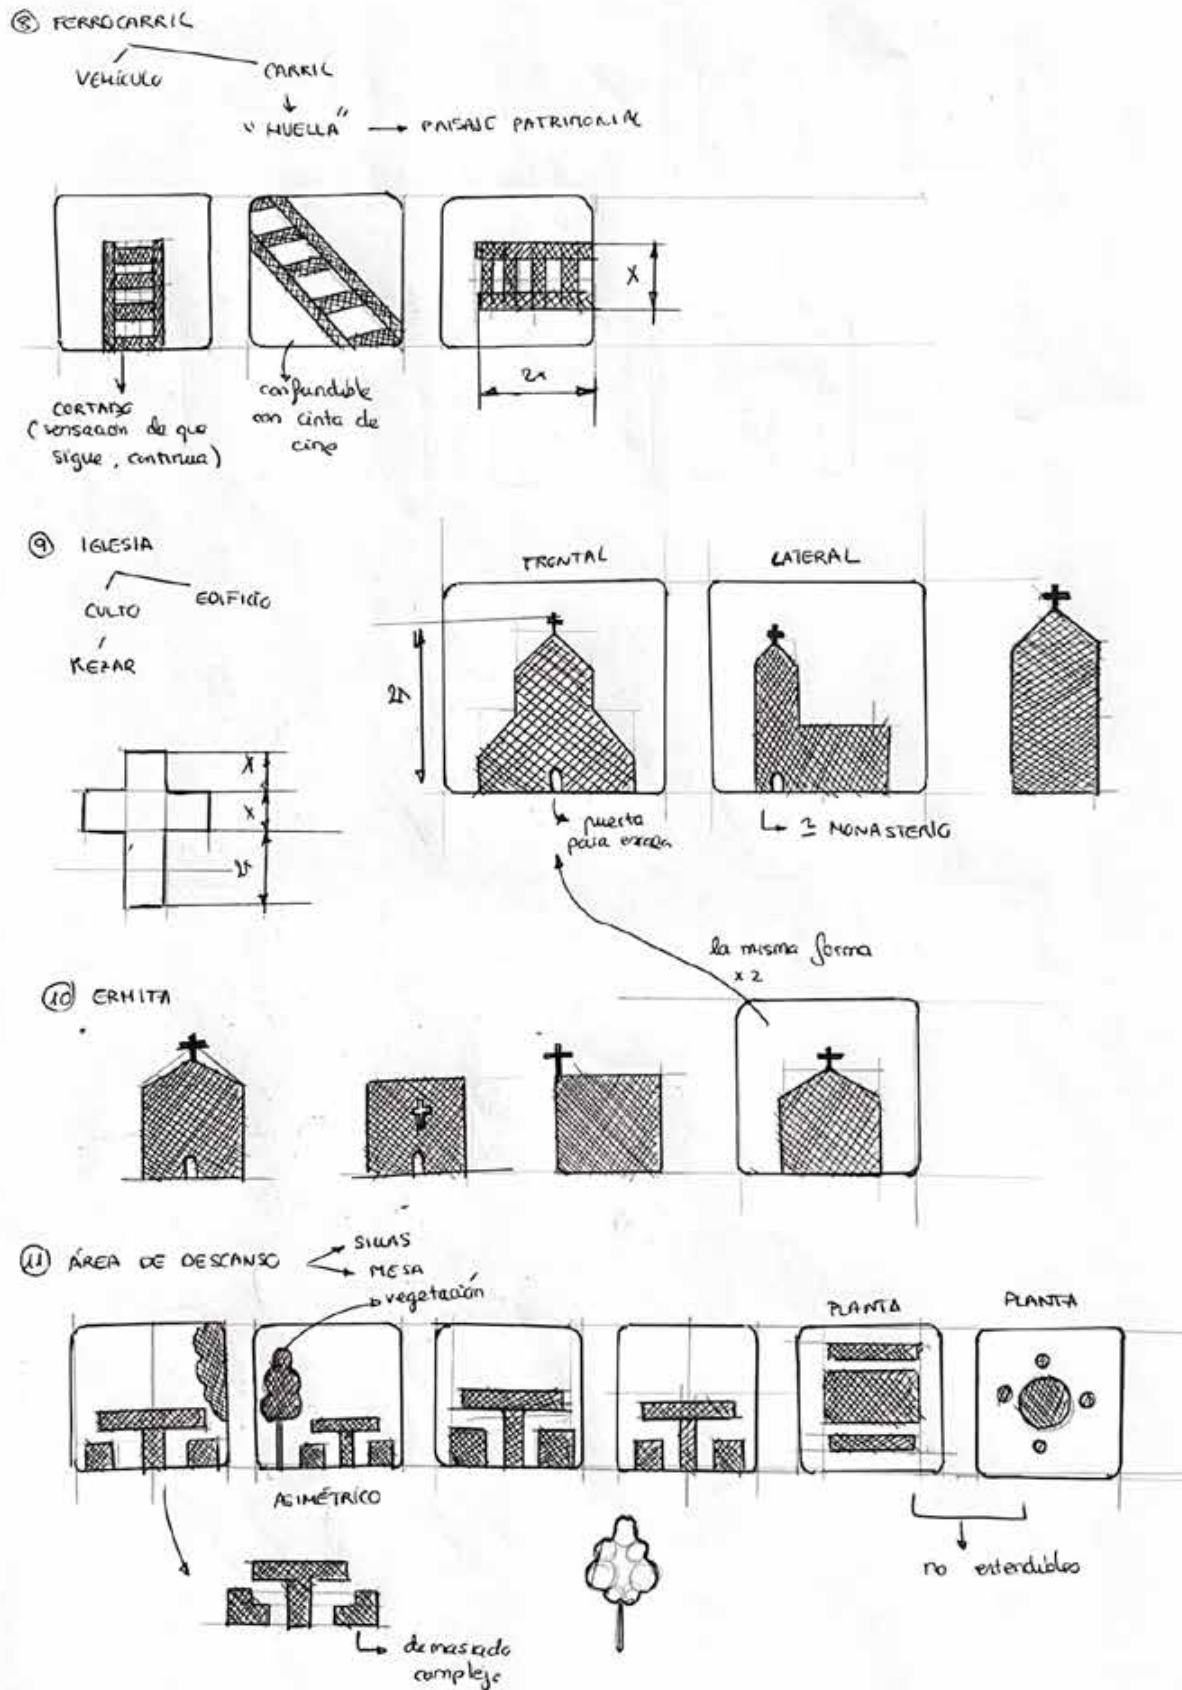 ⑧ FERROCARRIL
VEHÍCULO
CARRIL
"HUELLA" → PAISAJE PATRIMONIAL
X
2x
CORTADO
(sensación de que
sigue, continua)
confundible
con cinta de
cine
⑨ IGLESIA
CULTO
EDIFICIO
REZAR
FRONTAL
LATERAL
2x
X
X
2x
puerta
para escala
≃ MONASTERIO
la misma forma
x 2
⑩ ERMITA
⑪ ÁREA DE DESCANSO
SILLAS
MESA
vegetación
PLANTA
PLANTA
ASIMÉTRICO
no entendibles
demasiado
complejo